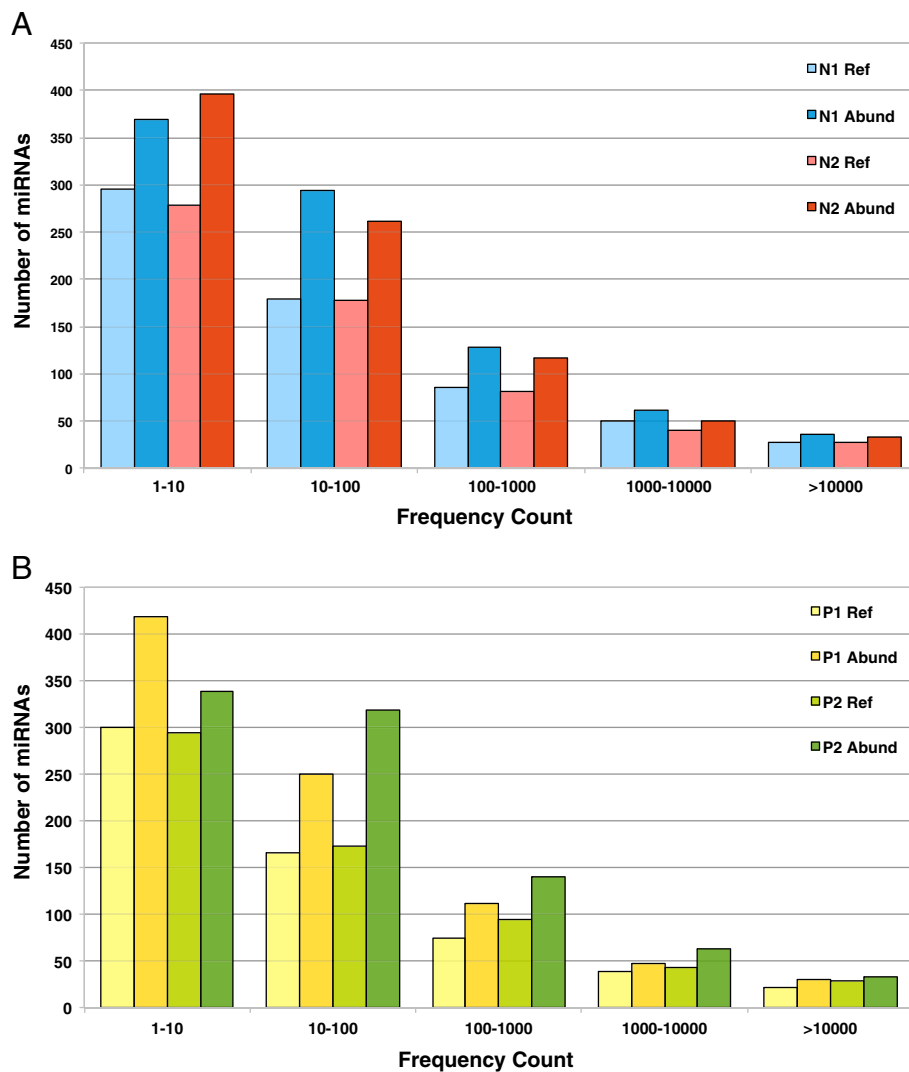 A
450
400
350
300
250
200
150
100
50
0
Number of miRNAs
N1 Ref
N1 Abund
N2 Ref
N2 Abund
1-10 10-100 100-1000 1000-10000 >10000
Frequency Count
B
450
400
350
300
250
200
150
100
50
0
Number of miRNAs
P1 Ref
P1 Abund
P2 Ref
P2 Abund
1-10 10-100 100-1000 1000-10000 >10000
Frequency Count